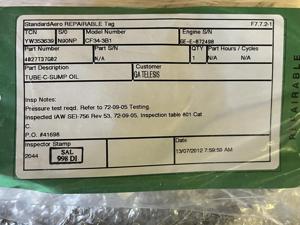 StandardAero REPAIRABLE Tag F7.7.2-1
TCN S/O Model Number Engine S/N
YW353639 N90NP CF34-3B1 GE-E-872498
Part Number Part S/N Qty Part Hours / Cycles
4027T37G02 N/A 1 N/A N/A
Part Description Customer
TUBE-C-SUMP OIL GA TELESIS
Insp Notes:
Pressure test reqd. Refer to 72-09-05 Testing.
Inspected IAW SEI-756 Rev 53, 72-09-05, Inspection table 801 Cat
C.
P.O. #41698
Inspector Stamp Date
2044 SAL 998 DI 13/07/2012 7:59:59 AM
REPAIRABLE